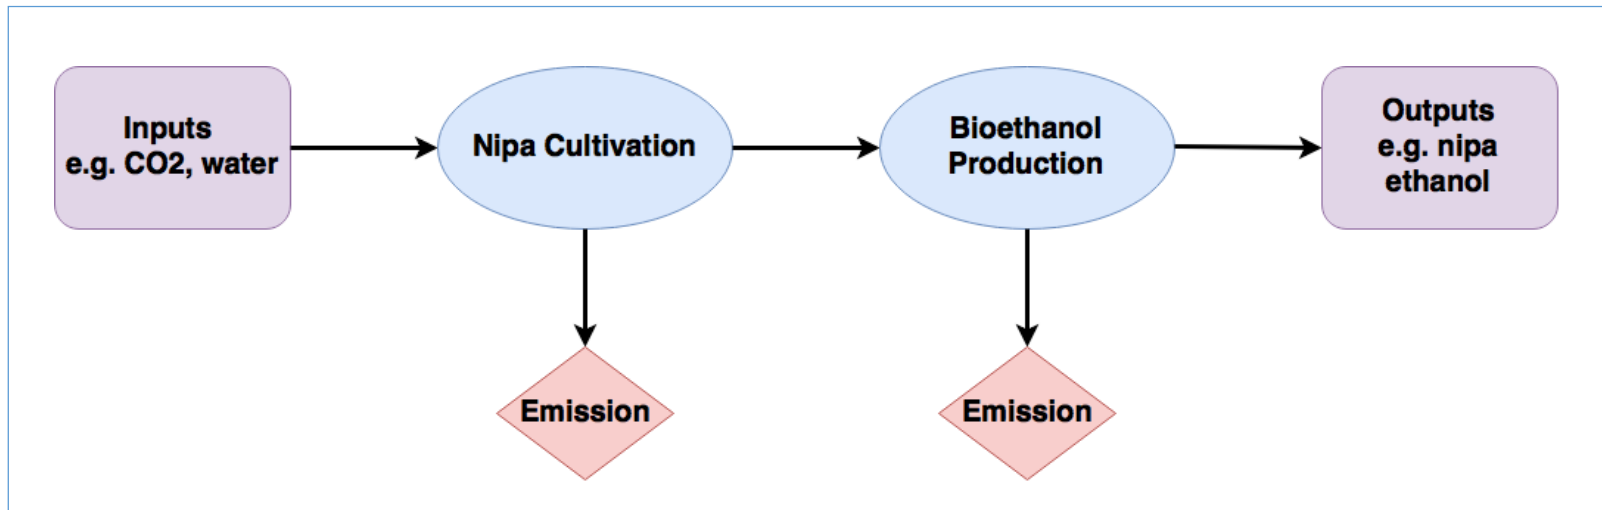 Inputs
e.g. CO2, water
Nipa Cultivation
Bioethanol
Production
Outputs
e.g. nipa
ethanol
Emission
Emission